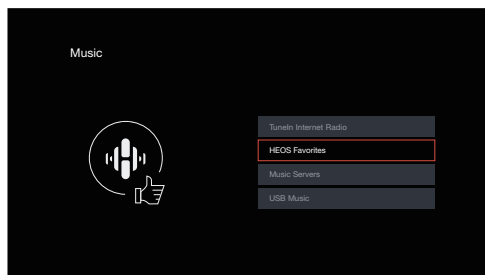 Music
TuneIn Internet Radio
HEOS Favorites
Music Servers
USB Music